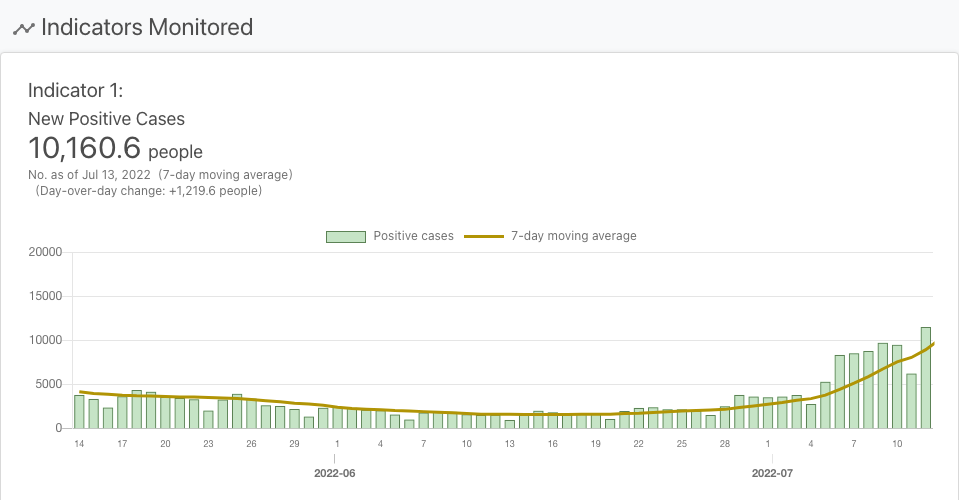 Indicators Monitored
Indicator 1:
New Positive Cases
10,160.6 people
No. as of Jul 13, 2022 (7-day moving average)
(Day-over-day change: +1,219.6 people)
Positive cases 7-day moving average
20000
15000
10000
5000
0
14 17 20 23 26 29 1 4 7 10 13 16 19 22 25 28 1 4 7 10
2022-06 2022-07